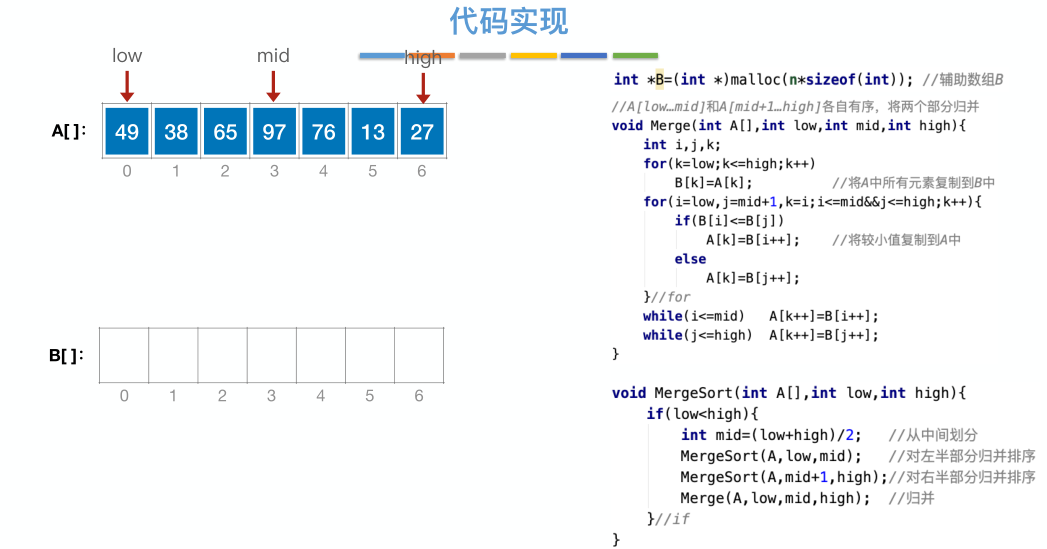 代码实现
low mid high
A[]: 49 38 65 97 76 13 27
0 1 2 3 4 5 6
B[]:
0 1 2 3 4 5 6
int *B=(int *)malloc(n*sizeof(int)); //辅助数组B
//A[low…mid]和A[mid+1…high]各自有序，将两个部分归并
void Merge(int A[],int low,int mid,int high){
int i,j,k;
for(k=low;k<=high;k++)
B[k]=A[k]; //将A中所有元素复制到B中
for(i=low,j=mid+1,k=i;i<=mid&&j<=high;k++){
if(B[i]<=B[j])
A[k]=B[i++]; //将较小值复制到A中
else
A[k]=B[j++];
}//for
while(i<=mid) A[k++]=B[i++];
while(j<=high) A[k++]=B[j++];
}
void MergeSort(int A[],int low,int high){
if(low<high){
int mid=(low+high)/2; //从中间划分
MergeSort(A,low,mid); //对左半部分归并排序
MergeSort(A,mid+1,high);//对右半部分归并排序
Merge(A,low,mid,high); //归并
}//if
}